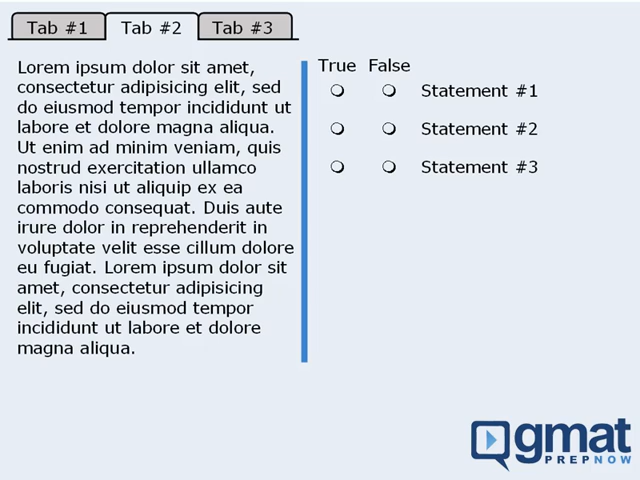 Tab #1 Tab #2 Tab #3
Lorem ipsum dolor sit amet,
consectetur adipisicing elit, sed
do eiusmod tempor incididunt ut
labore et dolore magna aliqua.
Ut enim ad minim veniam, quis
nostrud exercitation ullamco
laboris nisi ut aliquip ex ea
commodo consequat. Duis aute
irure dolor in reprehenderit in
voluptate velit esse cillum dolore
eu fugiat. Lorem ipsum dolor sit
amet, consectetur adipisicing
elit, sed do eiusmod tempor
incididunt ut labore et dolore
magna aliqua.
True False
Statement #1
Statement #2
Statement #3
gmat
PREPNOW